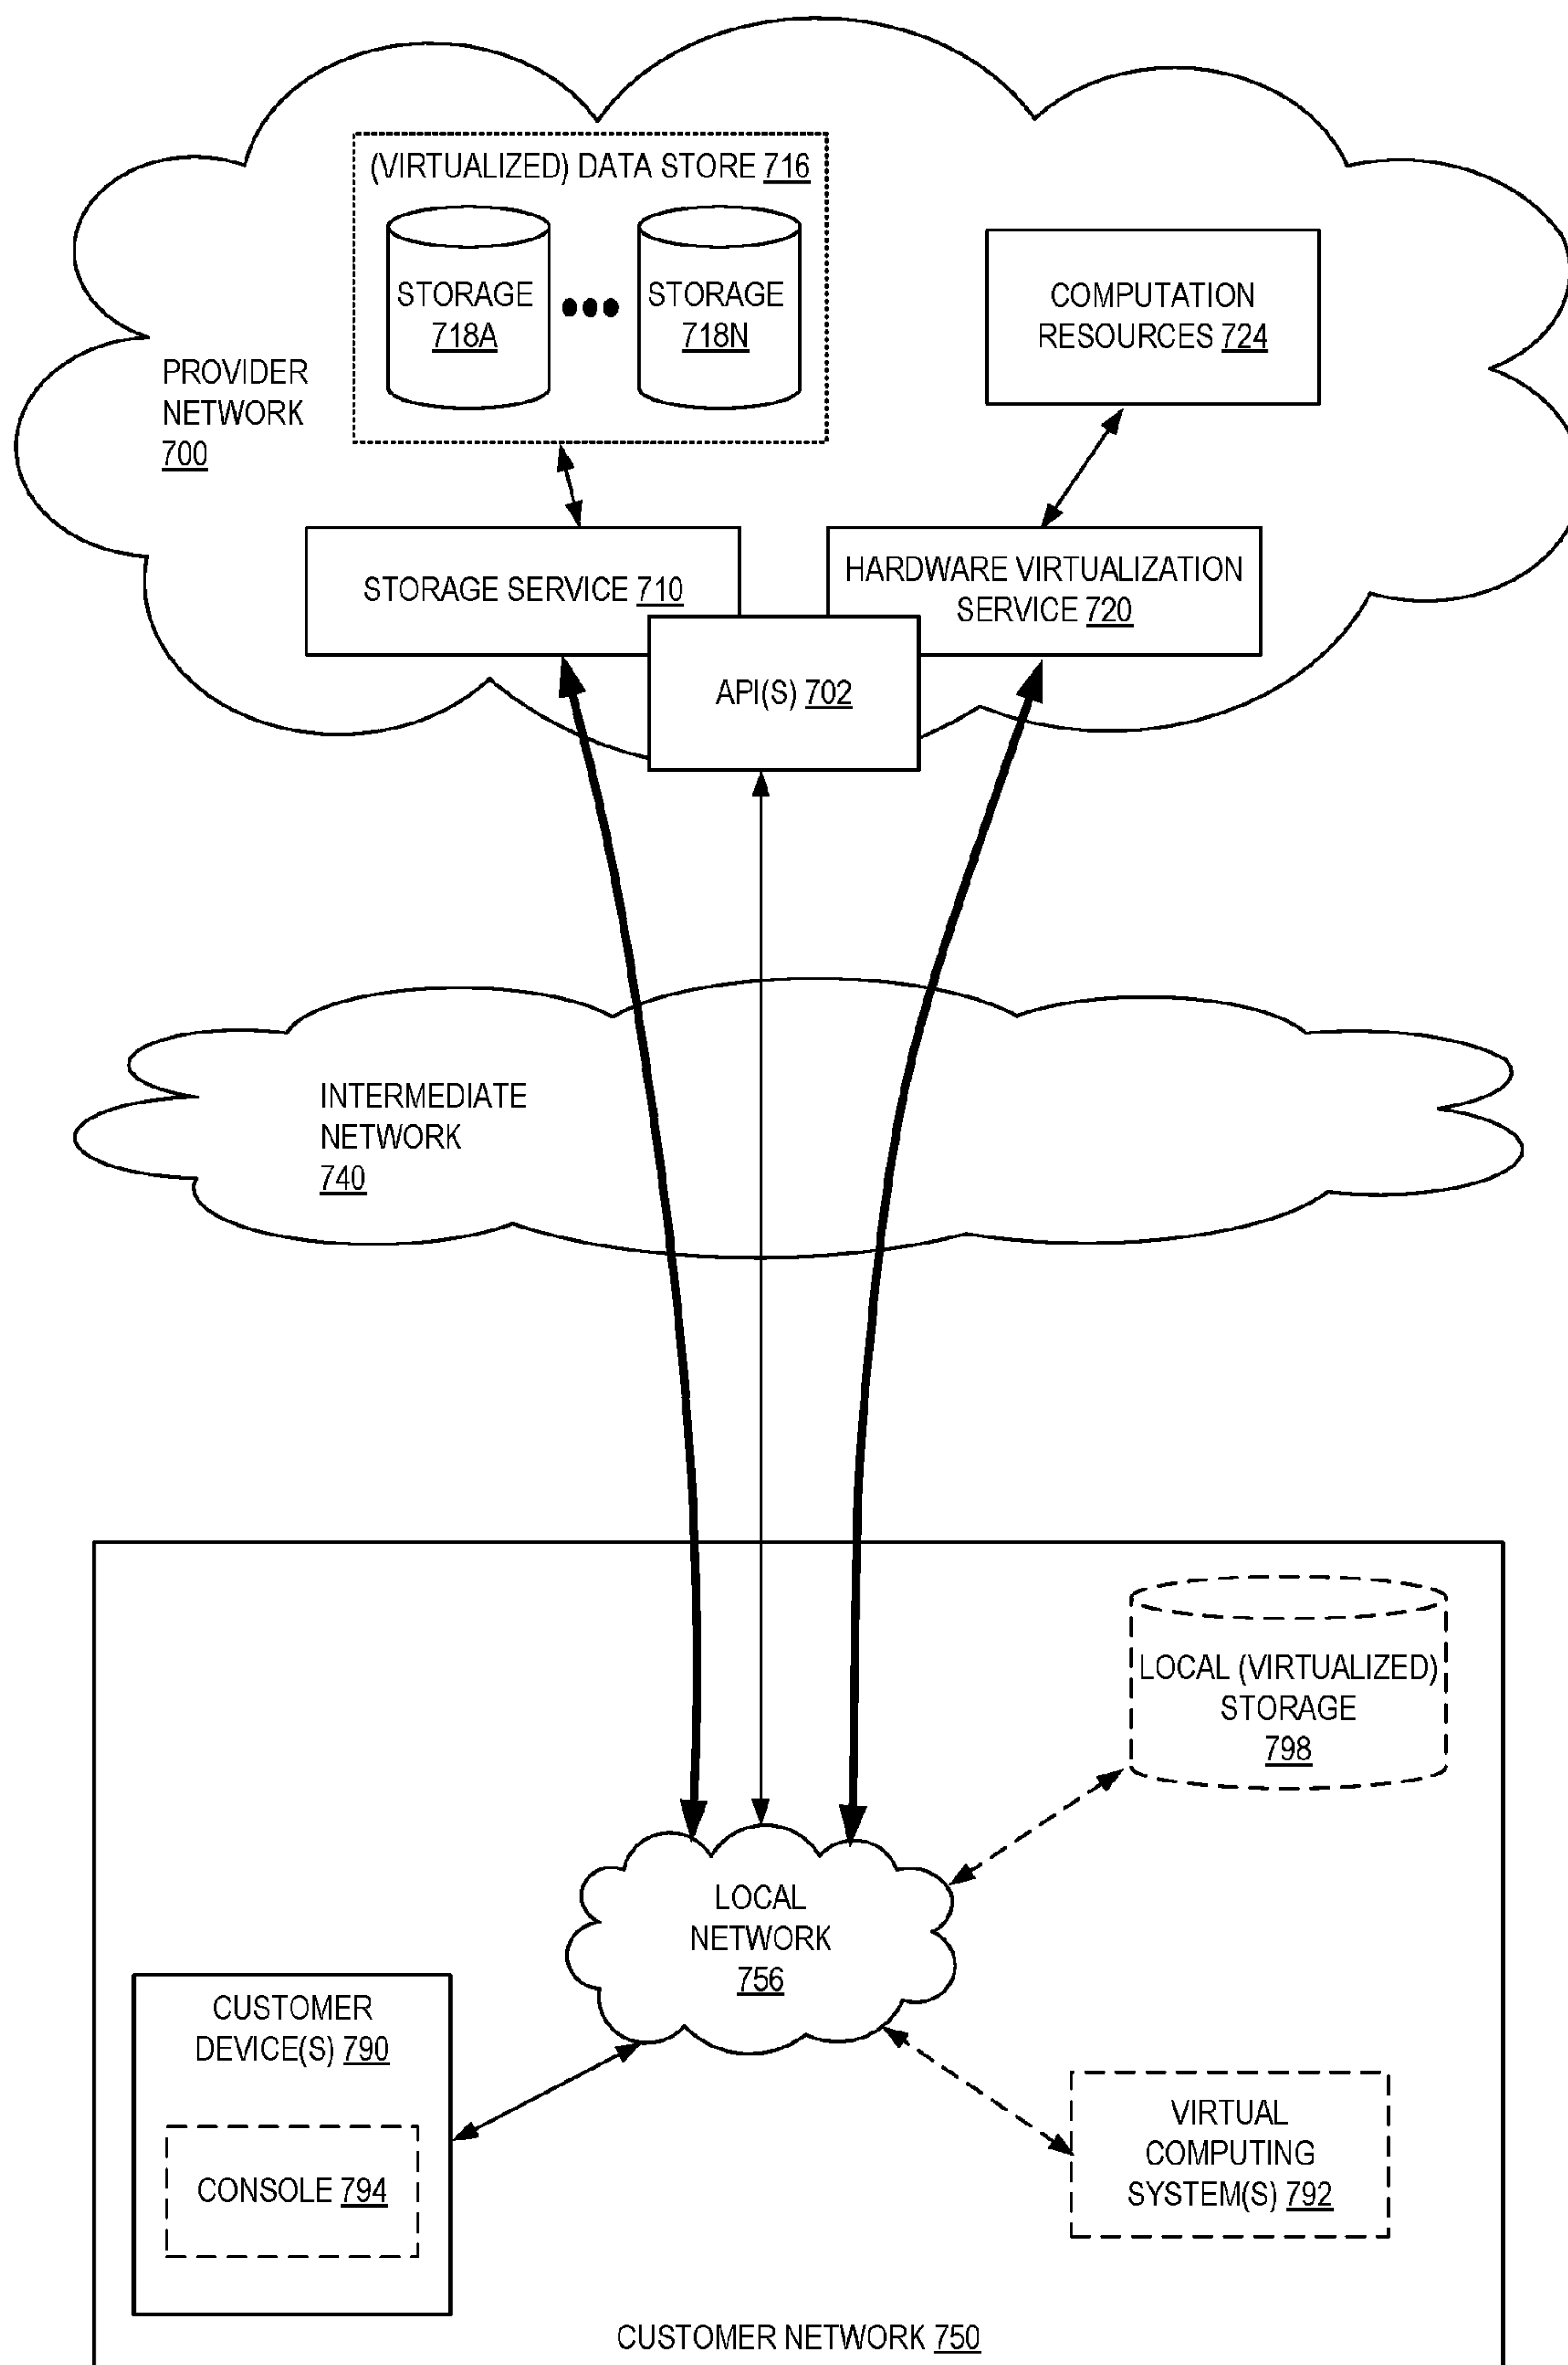 (VIRTUALIZED) DATA STORE 716
STORAGE
718A
STORAGE
718N
COMPUTATION
RESOURCES 724
PROVIDER
NETWORK
700
STORAGE SERVICE 710
HARDWARE VIRTUALIZATION
SERVICE 720
API(S) 702
INTERMEDIATE
NETWORK
740
LOCAL (VIRTUALIZED)
STORAGE
798
LOCAL
NETWORK
756
CUSTOMER
DEVICE(S) 790
CONSOLE 794
VIRTUAL
COMPUTING
SYSTEM(S) 792
CUSTOMER NETWORK 750